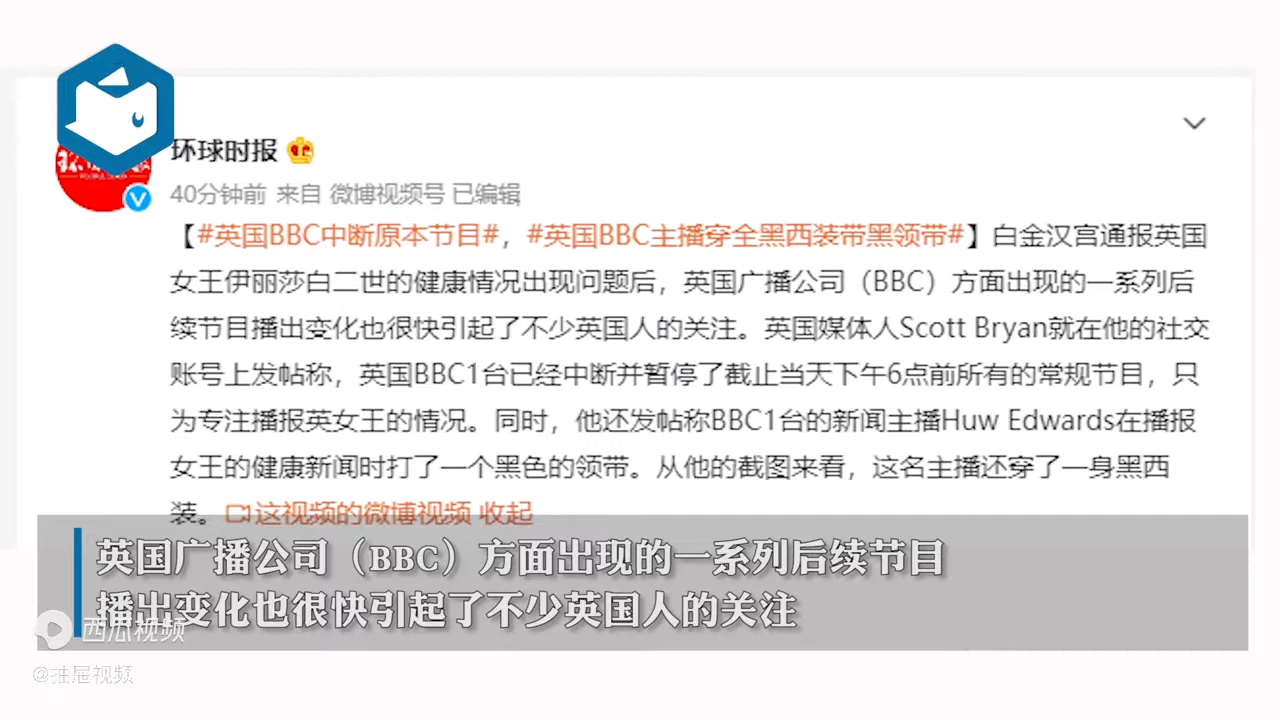 环球时报
40分钟前 来自 微博视频号 已编辑
【#英国BBC中断原本节目#，#英国BBC主播穿全黑西装带黑领带#】白金汉宫通报英国
女王伊丽莎白二世的健康情况出现问题后，英国广播公司（BBC）方面出现的一系列后
续节目播出变化也很快引起了不少英国人的关注。英国媒体人Scott Bryan就在他的社交
账号上发帖称，英国BBC1台已经中断并暂停了截止当天下午6点前所有的常规节目，只
为专注播报英女王的情况。同时，他还发帖称BBC1台的新闻主播Huw Edwards在播报
女王的健康新闻时打了一个黑色的领带。从他的截图来看，这名主播还穿了一身黑西
装。这视频的微博视频 收起
英国广播公司（BBC）方面出现的一系列后续节目
播出变化也很快引起了不少英国人的关注
西瓜视频
@抽屉视频